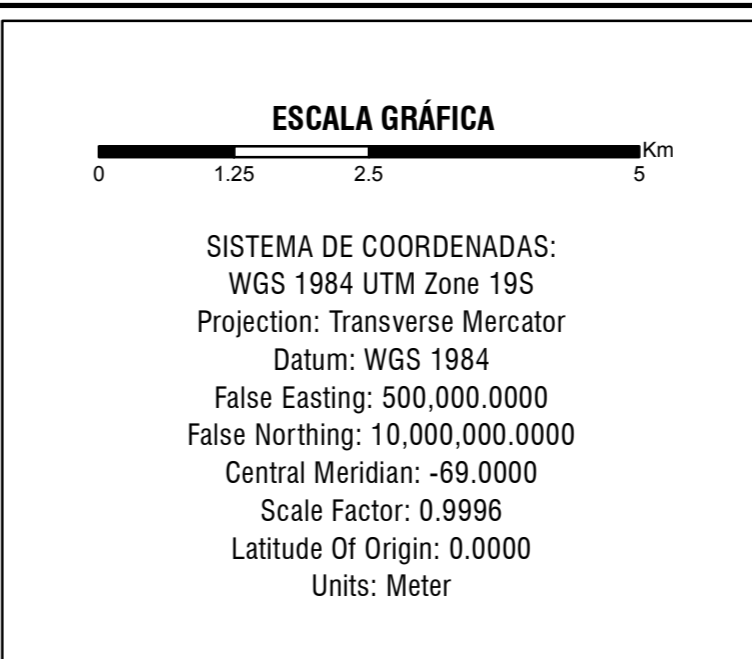 ESCALA GRÁFICA
Km
0 1.25 2.5 5
SISTEMA DE COORDENADAS:
WGS 1984 UTM Zone 19S
Projection: Transverse Mercator
Datum: WGS 1984
False Easting: 500,000.0000
False Northing: 10,000,000.0000
Central Meridian: -69.0000
Scale Factor: 0.9996
Latitude Of Origin: 0.0000
Units: Meter